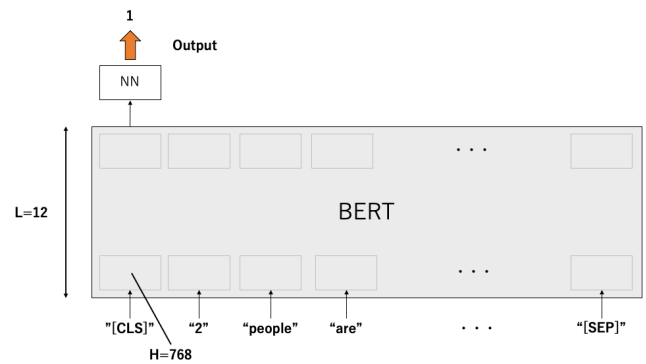 1
Output
NN
· · ·
L=12
BERT
· · ·
"[CLS]" “2” “people” “are” · · · “[SEP]”
H=768